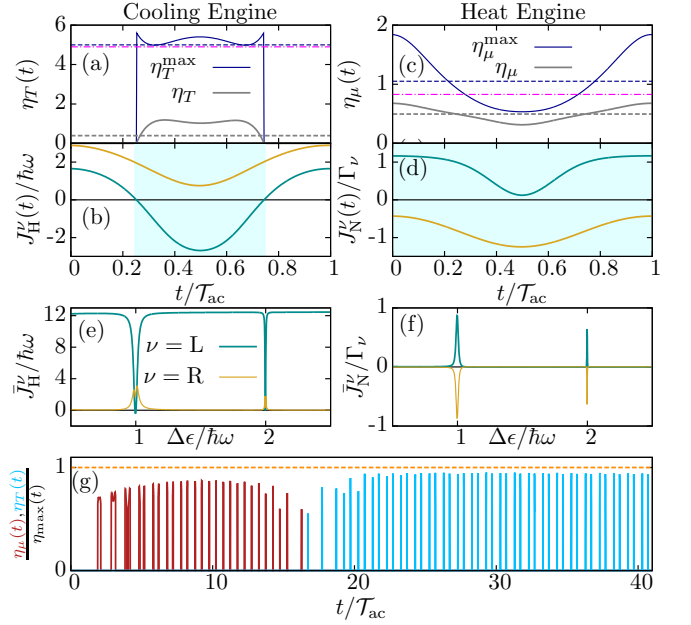 Cooling Engine
Heat Engine
η_T(t)
6
4
2
0
(a)
η_T^max
η_T
η_μ(t)
2
1.5
1
0.5
0
(c)
η_μ^max
η_μ
J_H^ν(t)/ħω
2
0
-2
(b)
0 0.2 0.4 0.6 0.8 1
t/𝒯_ac
J_N^ν(t)/Γ_ν
1
0
-1
(d)
0 0.2 0.4 0.6 0.8 1
t/𝒯_ac
J̄_H^ν/ħω
12
8
4
0
(e)
ν = L
ν = R
1 Δϵ/ħω 2
J̄_N^ν/Γ_ν
1
0
-1
(f)
1 Δϵ/ħω 2
η_μ(t),η_T(t)
η_max(t)
1
0
(g)
0 10 20 30 40
t/𝒯_ac